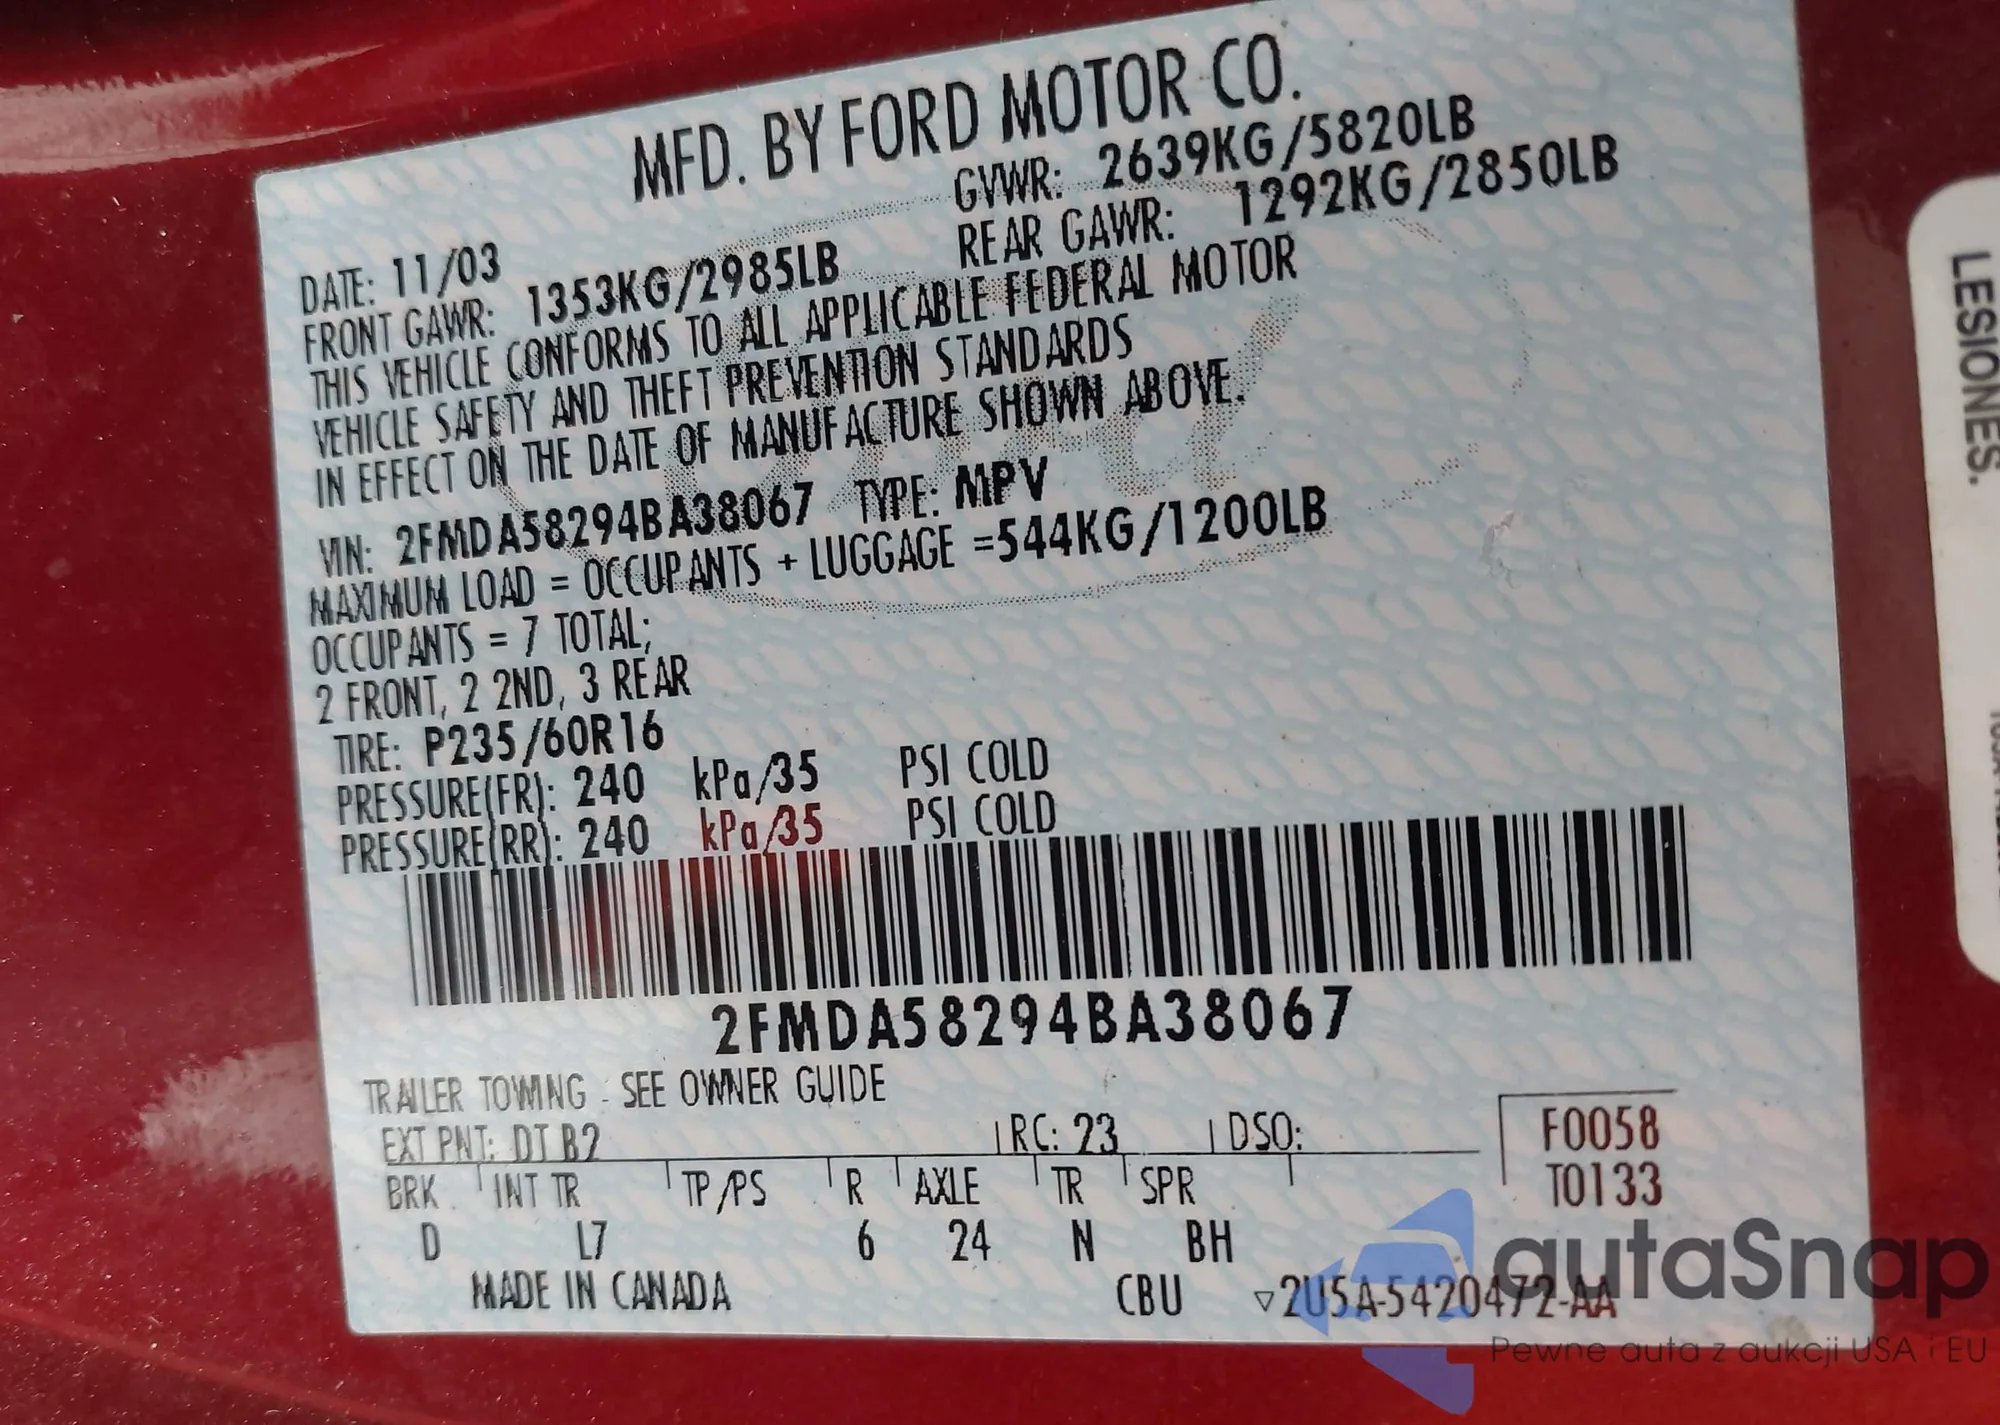 MFD. BY FORD MOTOR CO.
DATE: 11/03 GVWR: 2639KG/5820LB
FRONT GAWR: 1353KG/2985LB REAR GAWR: 1292KG/2850LB
THIS VEHICLE CONFORMS TO ALL APPLICABLE FEDERAL MOTOR
VEHICLE SAFETY AND THEFT PREVENTION STANDARDS
IN EFFECT ON THE DATE OF MANUFACTURE SHOWN ABOVE.
VIN: 2FMDA58294BA38067 TYPE: MPV
MAXIMUM LOAD = OCCUPANTS + LUGGAGE =544KG/1200LB
OCCUPANTS = 7 TOTAL;
2 FRONT, 2 2ND, 3 REAR
TIRE: P235/60R16
PRESSURE(FR): 240 kPa/35 PSI COLD
PRESSURE(RR): 240 kPa/35 PSI COLD
2FMDA58294BA38067
TRAILER TOWING - SEE OWNER GUIDE
EXT PNT: DT B2 RC: 23 DSO:
F0058
T0133
BRK INT TR TP/PS R AXLE TR SPR
D L7 6 24 N BH
MADE IN CANADA CBU ▽2U5A-5420472-AA
LESIONES.
autaSnap
Pewne auta z aukcji USA i EU